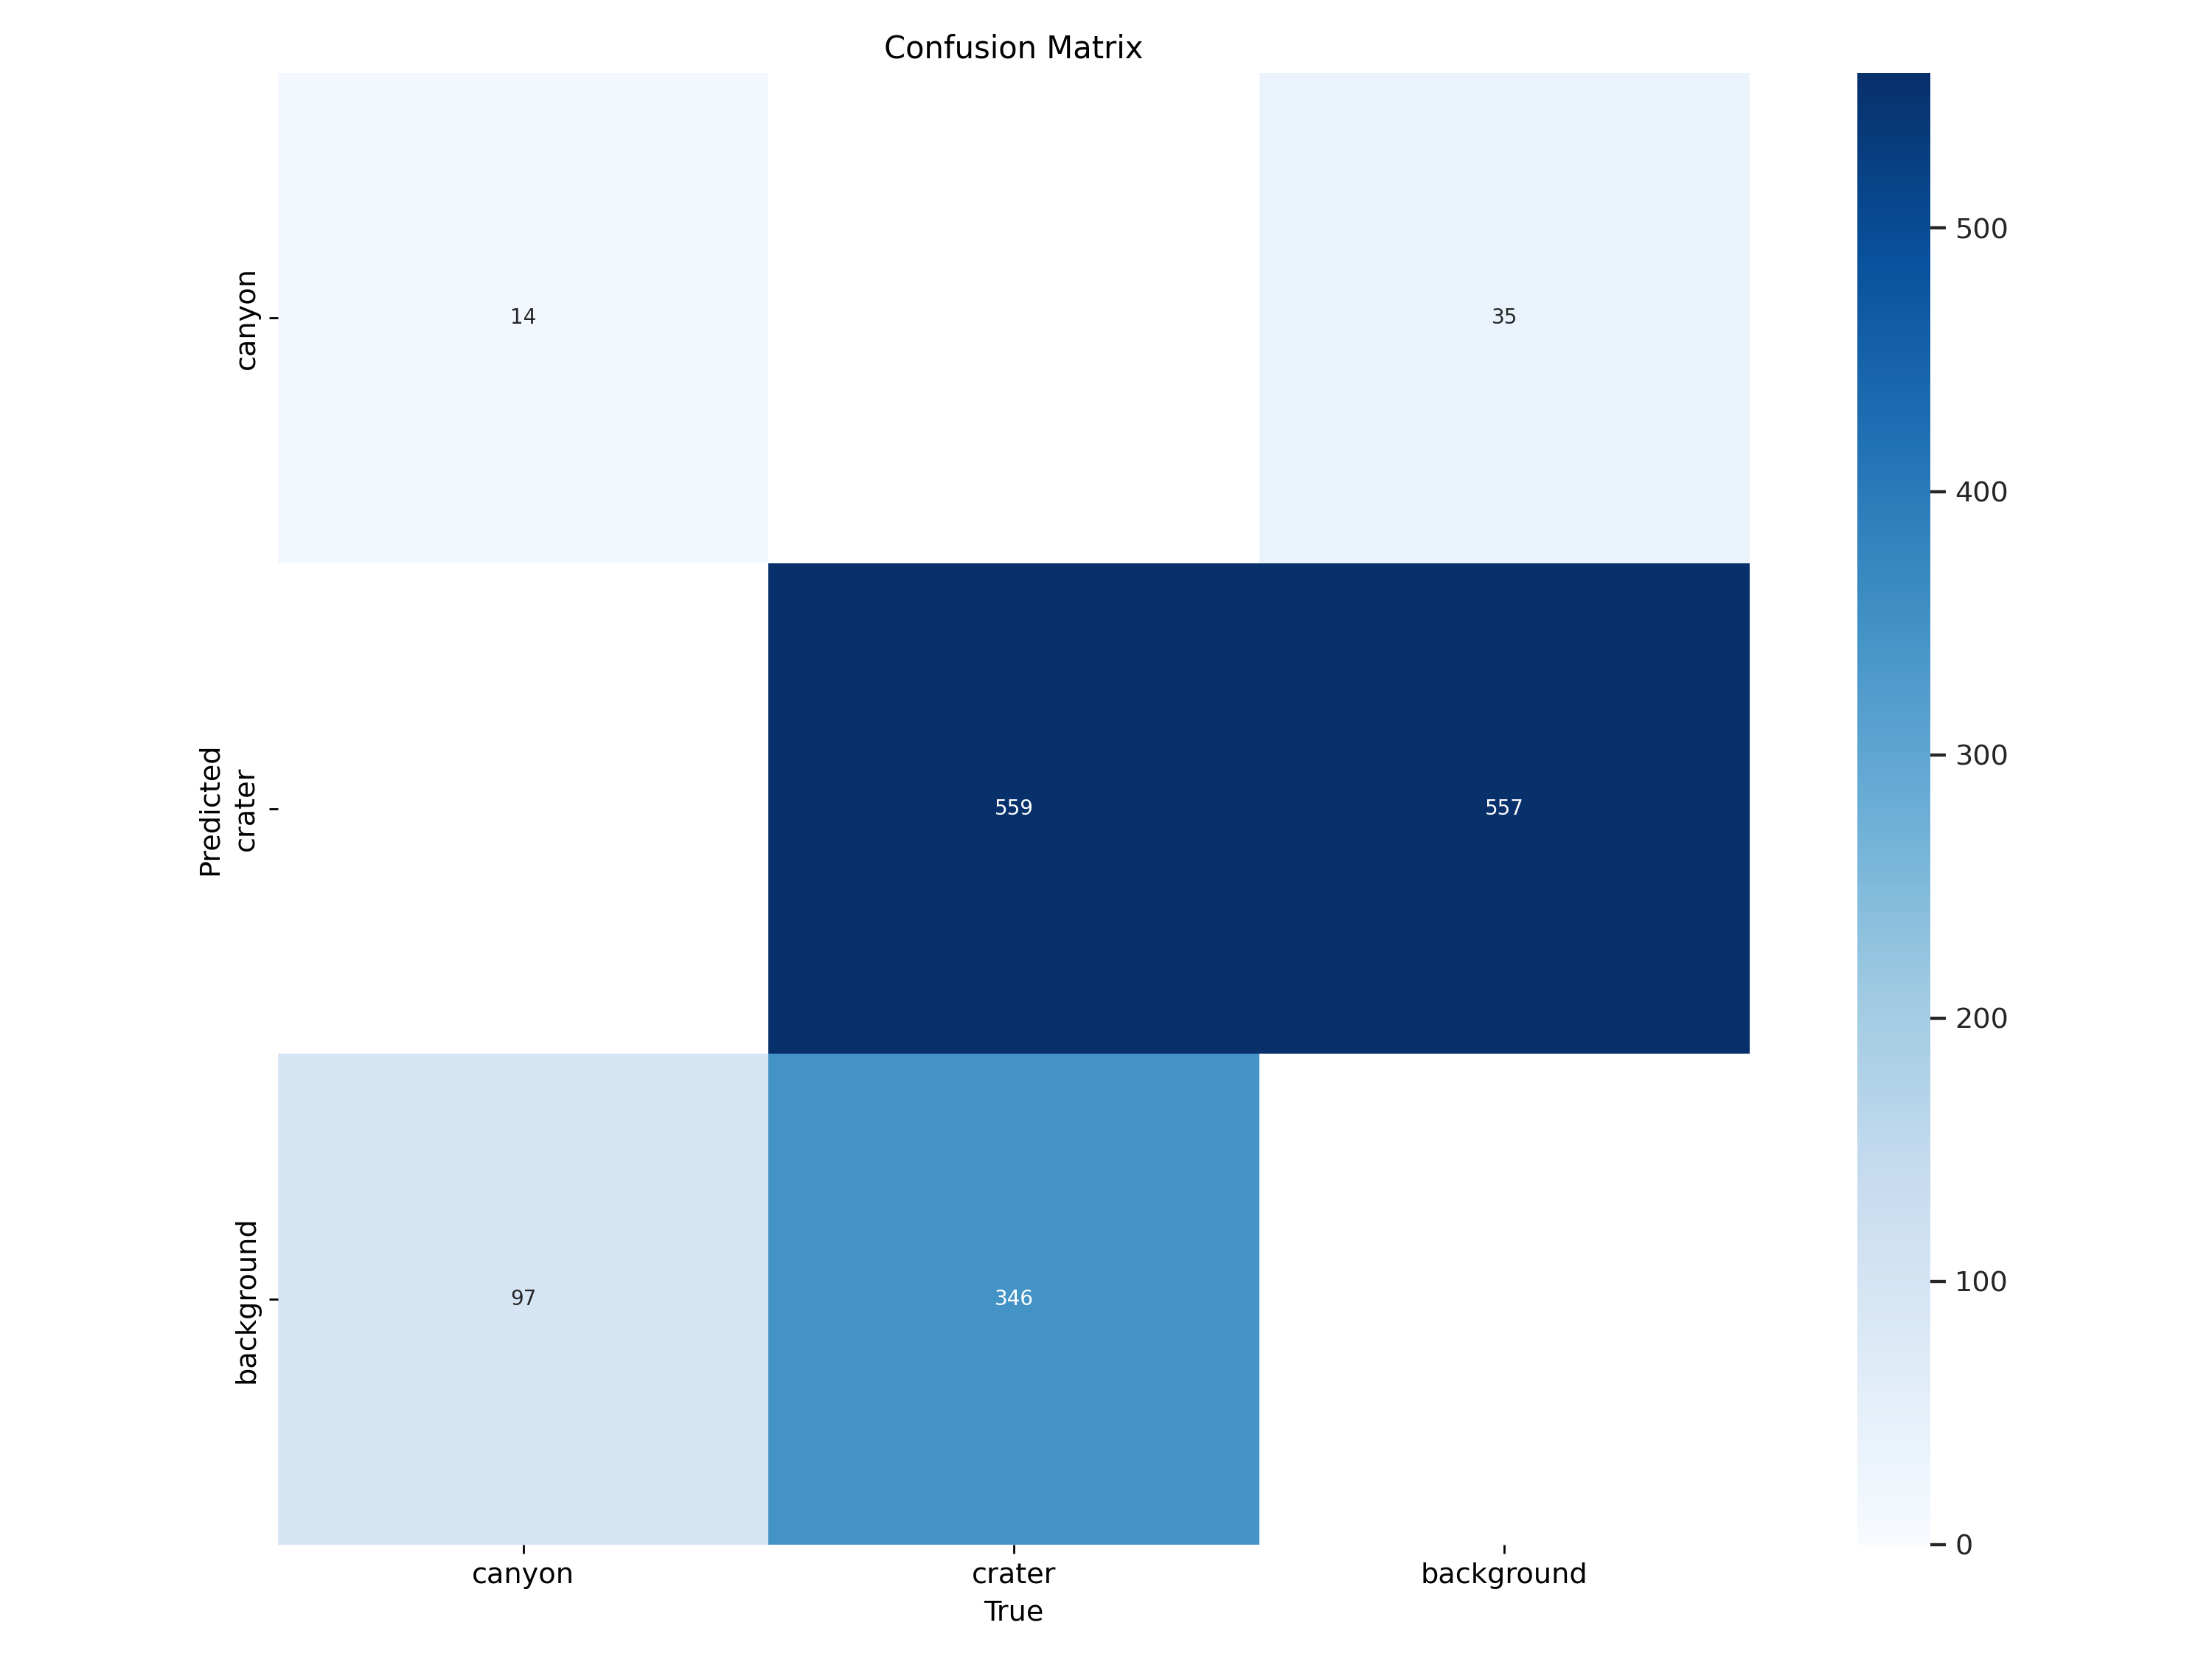 Confusion Matrix
canyon
14
35
500
400
300
Predicted
crater
559
557
200
100
background
97
346
0
canyon
crater
background
True